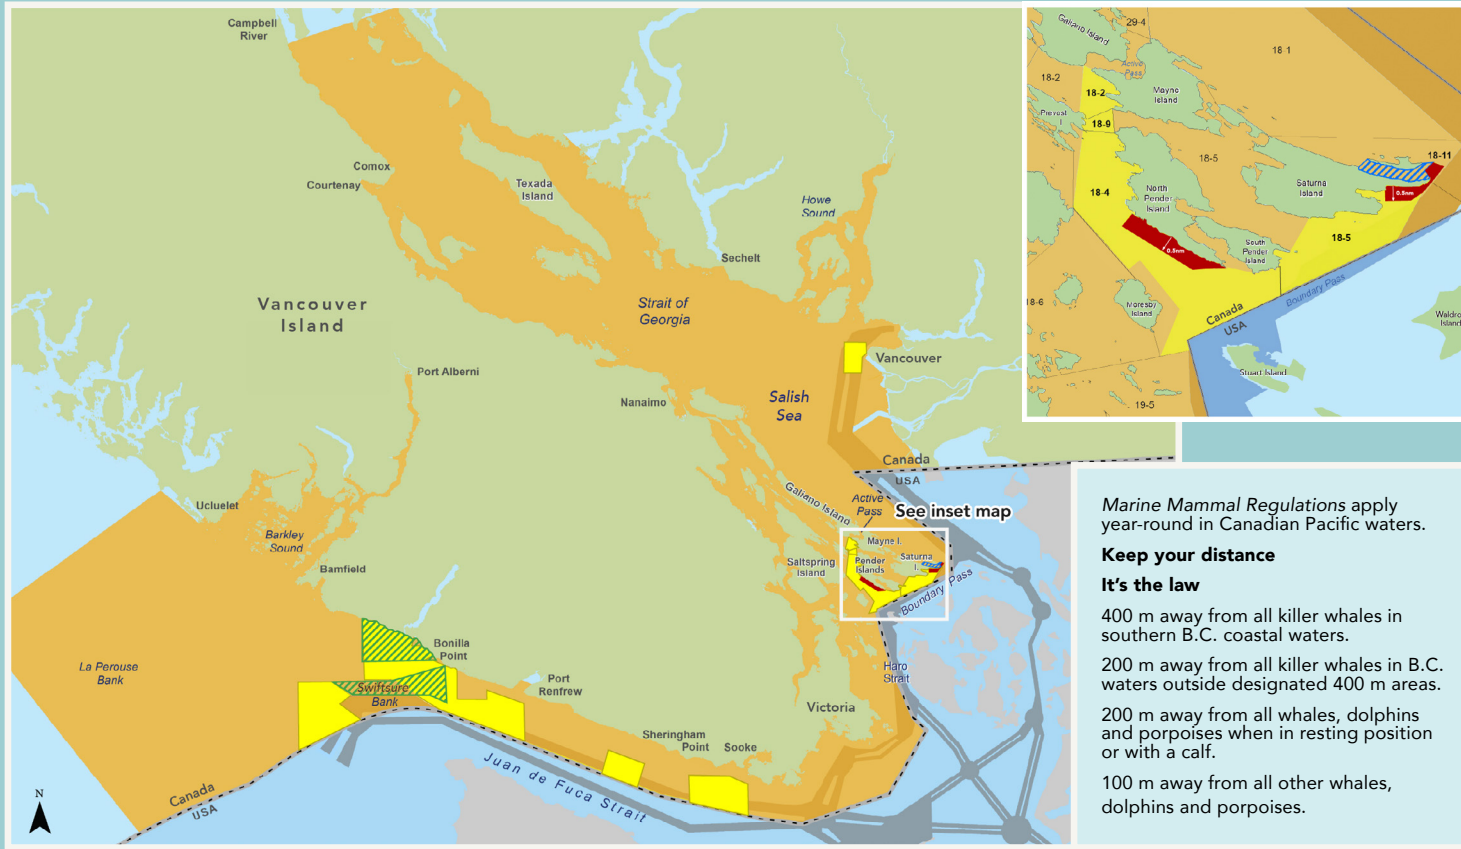 Campbell
River
Comox
Courtenay
Texada
Island
Howe
Sound
Sechelt
Strait of
Georgia
Vancouver
Island
Port Alberni
Nanaimo
Vancouver
Salish
Sea
Canada
USA
Galiano Island
Active
Pass
See inset map
Mayne I.
Saturna
I.
Pender
Islands
Saltspring
Island
Boundary Pass
Ucluelet
Barkley
Sound
Bamfield
La Perouse
Bank
Swiftsure
Bank
Bonilla
Point
Port
Renfrew
Haro
Strait
Victoria
Sheringham
Point
Sooke
Juan de Fuca Strait
Canada
USA
N
Galiano Island
29-4
18-1
Active
Pass
18-2
18-2
Mayne
Island
Prevost
I
18-9
18-5
18-11
18-4
North
Pender
Island
Saturna
Island
0.5nm
0.5nm
18-5
South
Pender
Island
18-6
Moresby
Island
Canada
USA
Boundary Pass
Waldro
Island
Stuart Island
19-5
Marine Mammal Regulations apply
year-round in Canadian Pacific waters.
Keep your distance
It's the law
400 m away from all killer whales in
southern B.C. coastal waters.
200 m away from all killer whales in B.C.
waters outside designated 400 m areas.
200 m away from all whales, dolphins
and porpoises when in resting position
or with a calf.
100 m away from all other whales,
dolphins and porpoises.